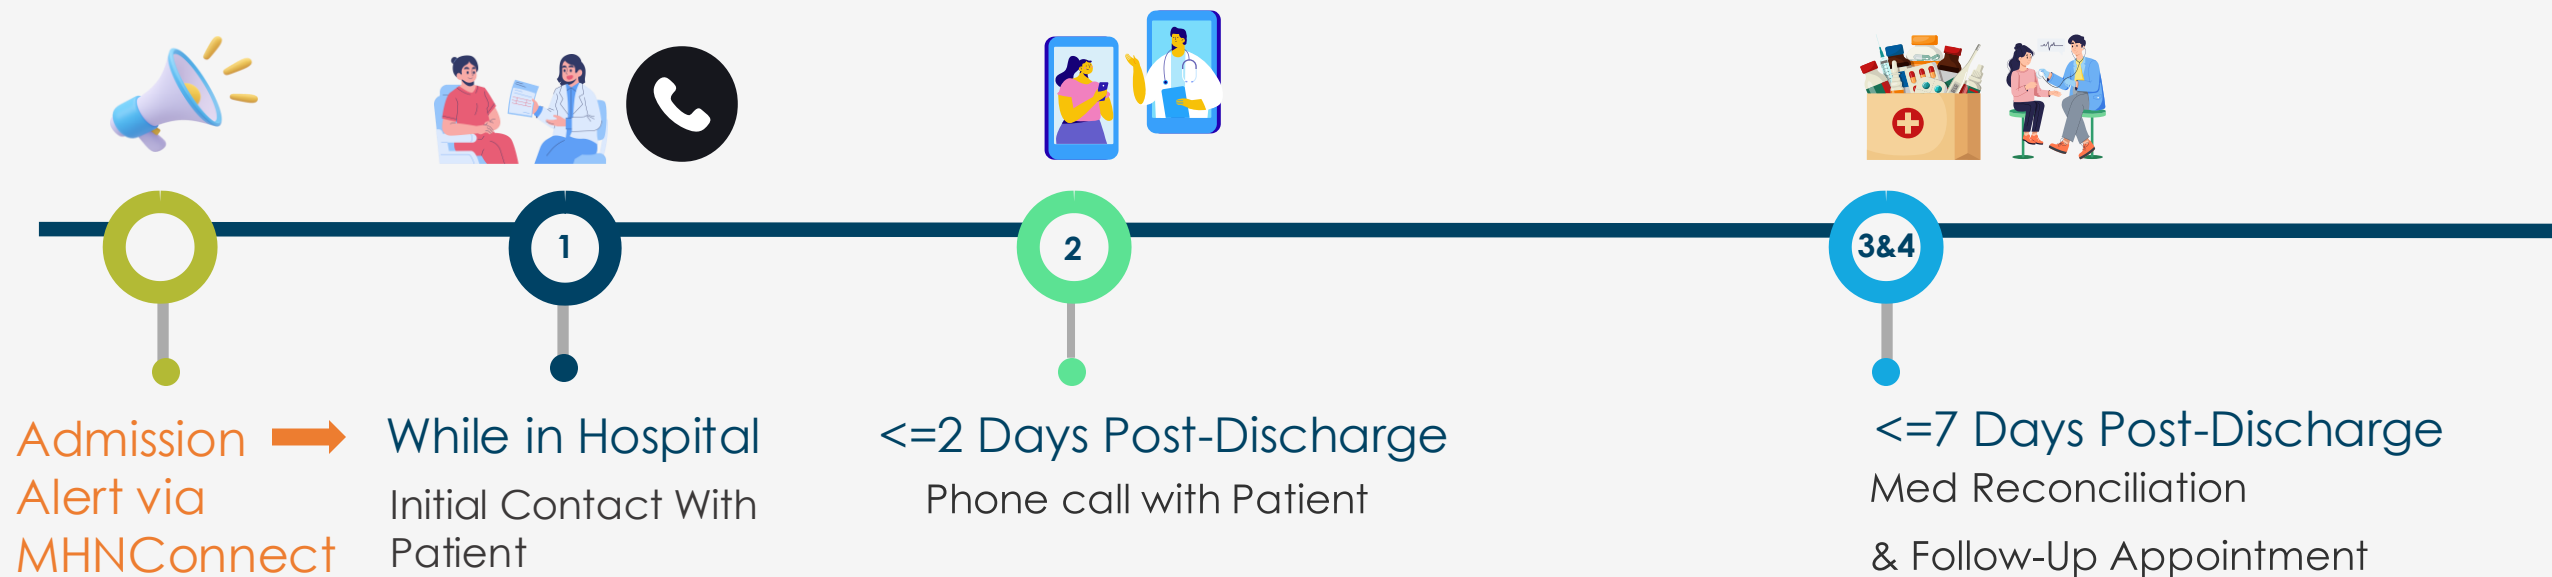 1
2
3&4
Admission
Alert via
MHNConnect
While in Hospital
Initial Contact With
Patient
<=2 Days Post-Discharge
Phone call with Patient
<=7 Days Post-Discharge
Med Reconciliation
& Follow-Up Appointment